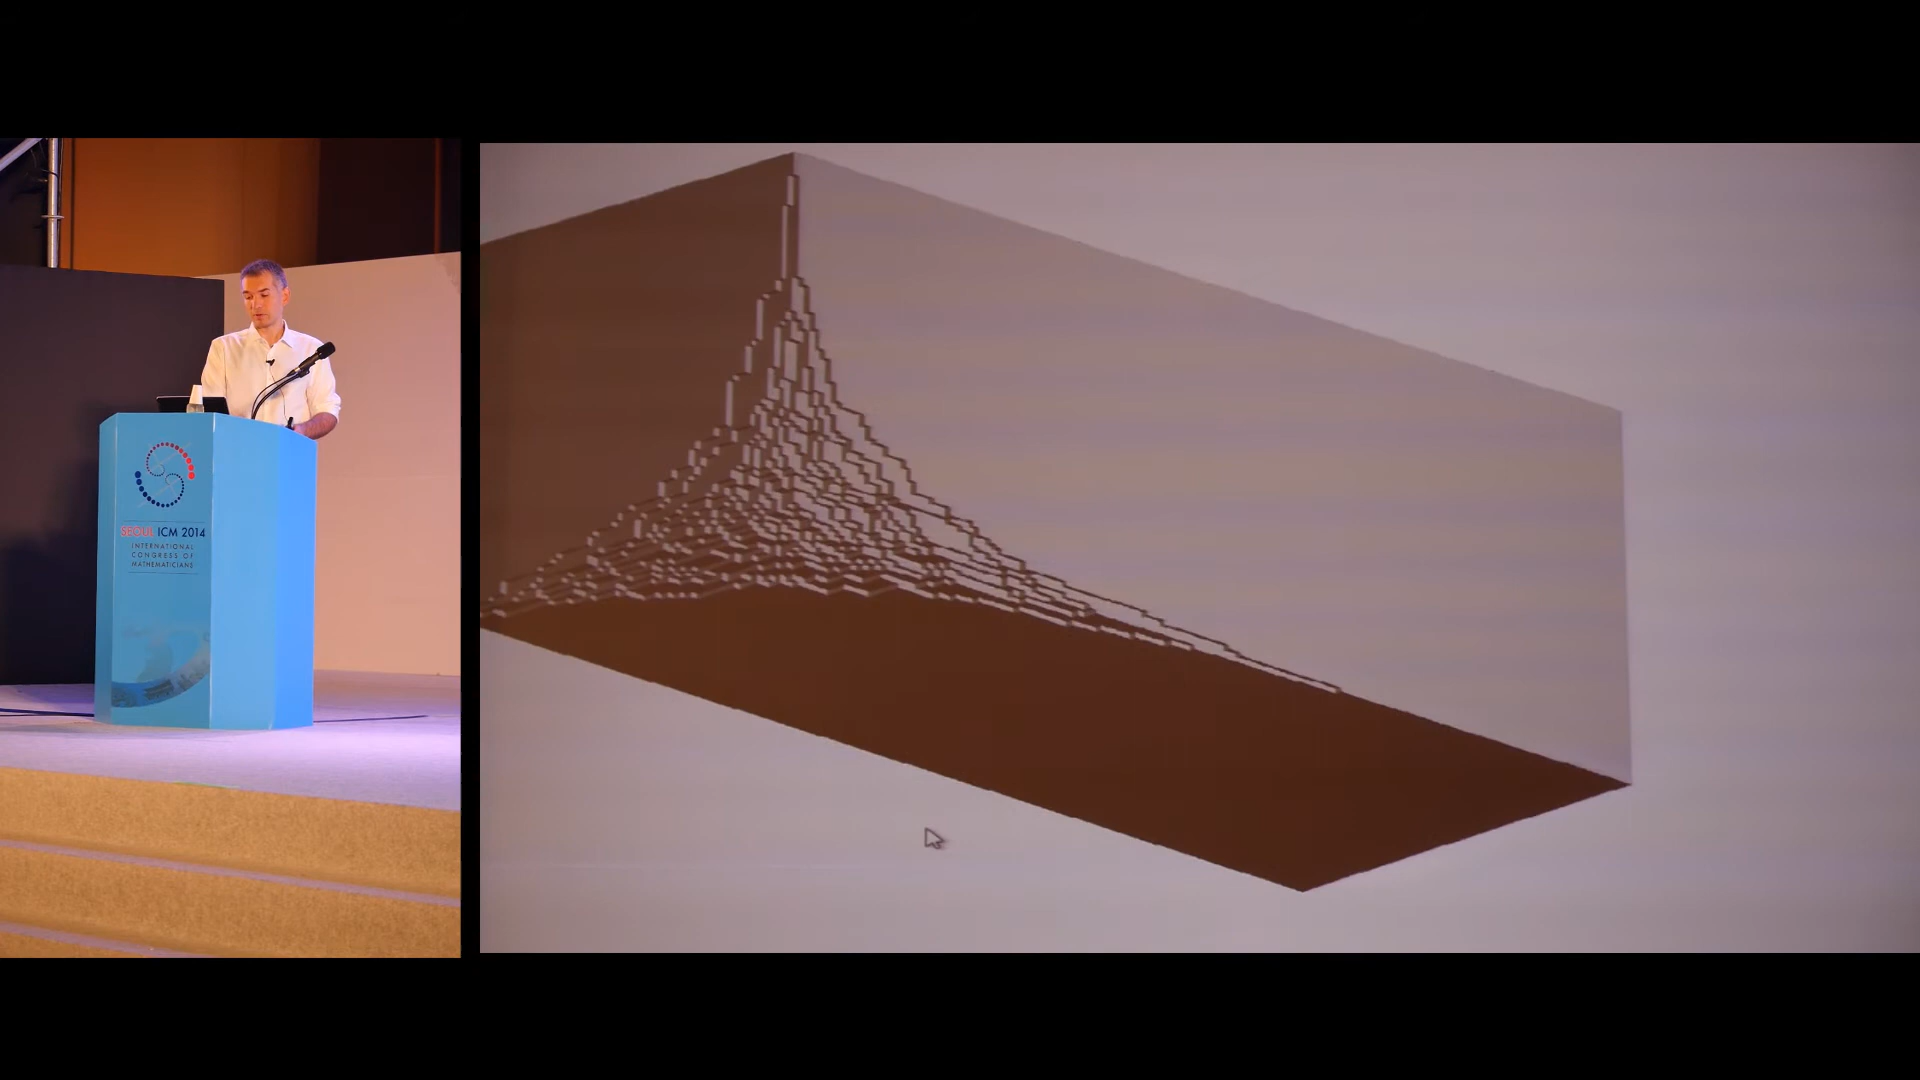 SEOUL ICM 2014
INTERNATIONAL
CONGRESS OF
MATHEMATICIANS